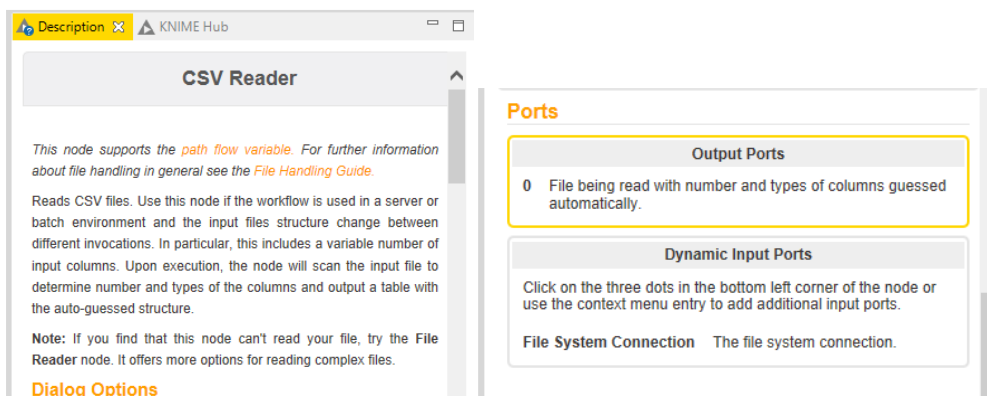 Description
KNIME Hub
CSV Reader
This node supports the path flow variable. For further information
about file handling in general see the File Handling Guide.
Reads CSV files. Use this node if the workflow is used in a server or
batch environment and the input files structure change between
different invocations. In particular, this includes a variable number of
input columns. Upon execution, the node will scan the input file to
determine number and types of the columns and output a table with
the auto-guessed structure.
Note: If you find that this node can't read your file, try the File
Reader node. It offers more options for reading complex files.
Dialog Options
Ports
Output Ports
0 File being read with number and types of columns guessed
automatically.
Dynamic Input Ports
Click on the three dots in the bottom left corner of the node or
use the context menu entry to add additional input ports.
File System Connection The file system connection.